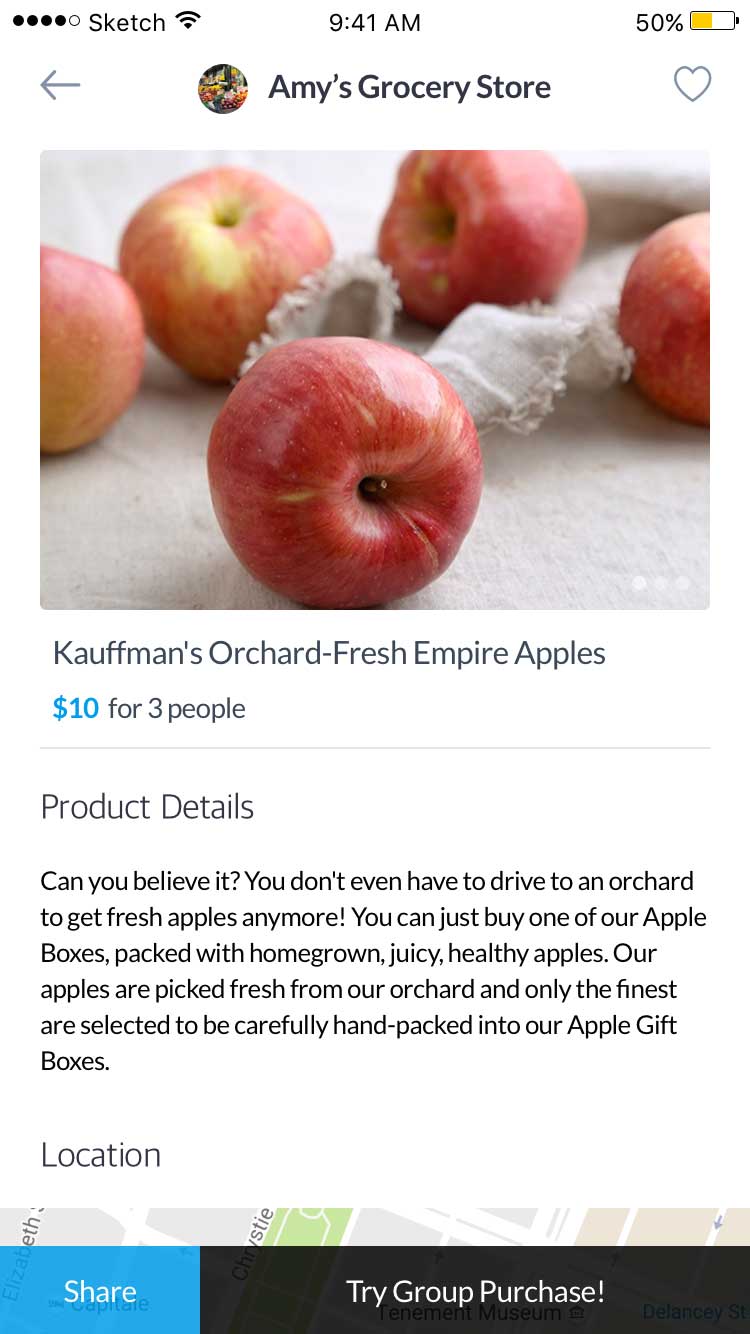 Sketch 9:41 AM 50%
Amy’s Grocery Store
Kauffman's Orchard-Fresh Empire Apples
$10 for 3 people
Product Details
Can you believe it? You don't even have to drive to an orchard
to get fresh apples anymore! You can just buy one of our Apple
Boxes, packed with homegrown, juicy, healthy apples. Our
apples are picked fresh from our orchard and only the finest
are selected to be carefully hand-packed into our Apple Gift
Boxes.
Location
Elizabeth
Chrystie
Share
Try Group Purchase!
Capitale
Tenement Museum
Delancey St